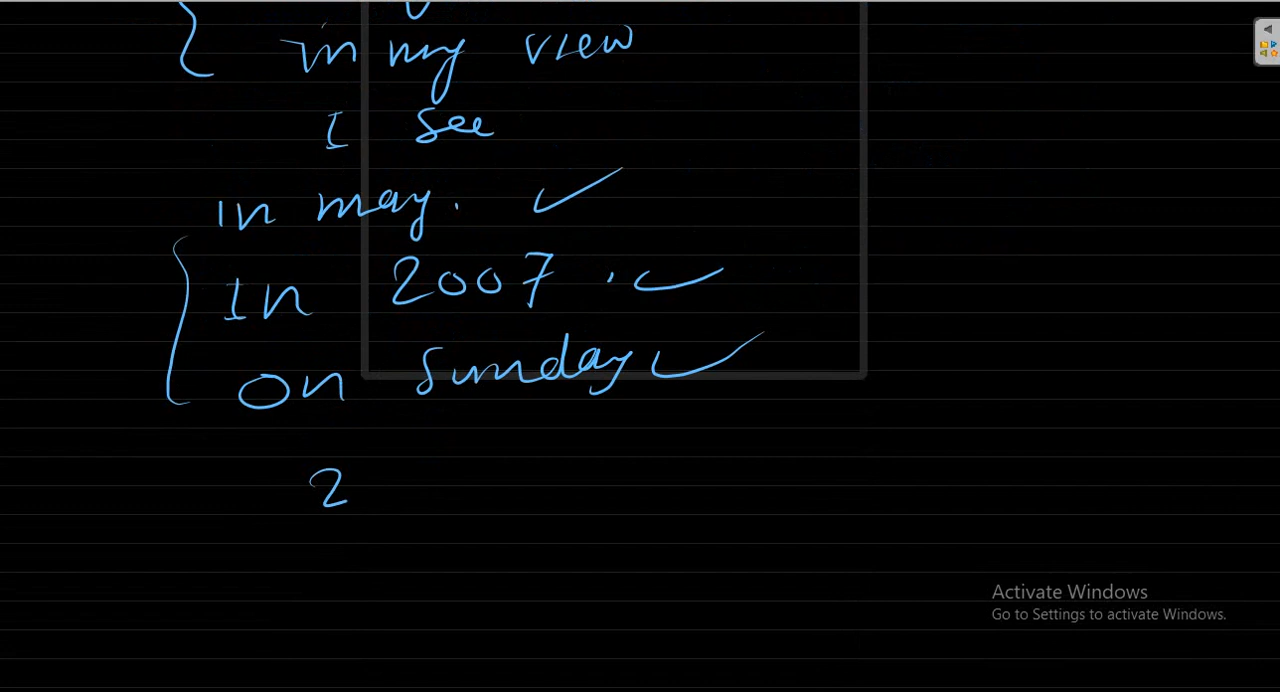 in my view
I see
in may. ✓
In 2007 . ✓
on sunday ✓
2
Activate Windows
Go to Settings to activate Windows.